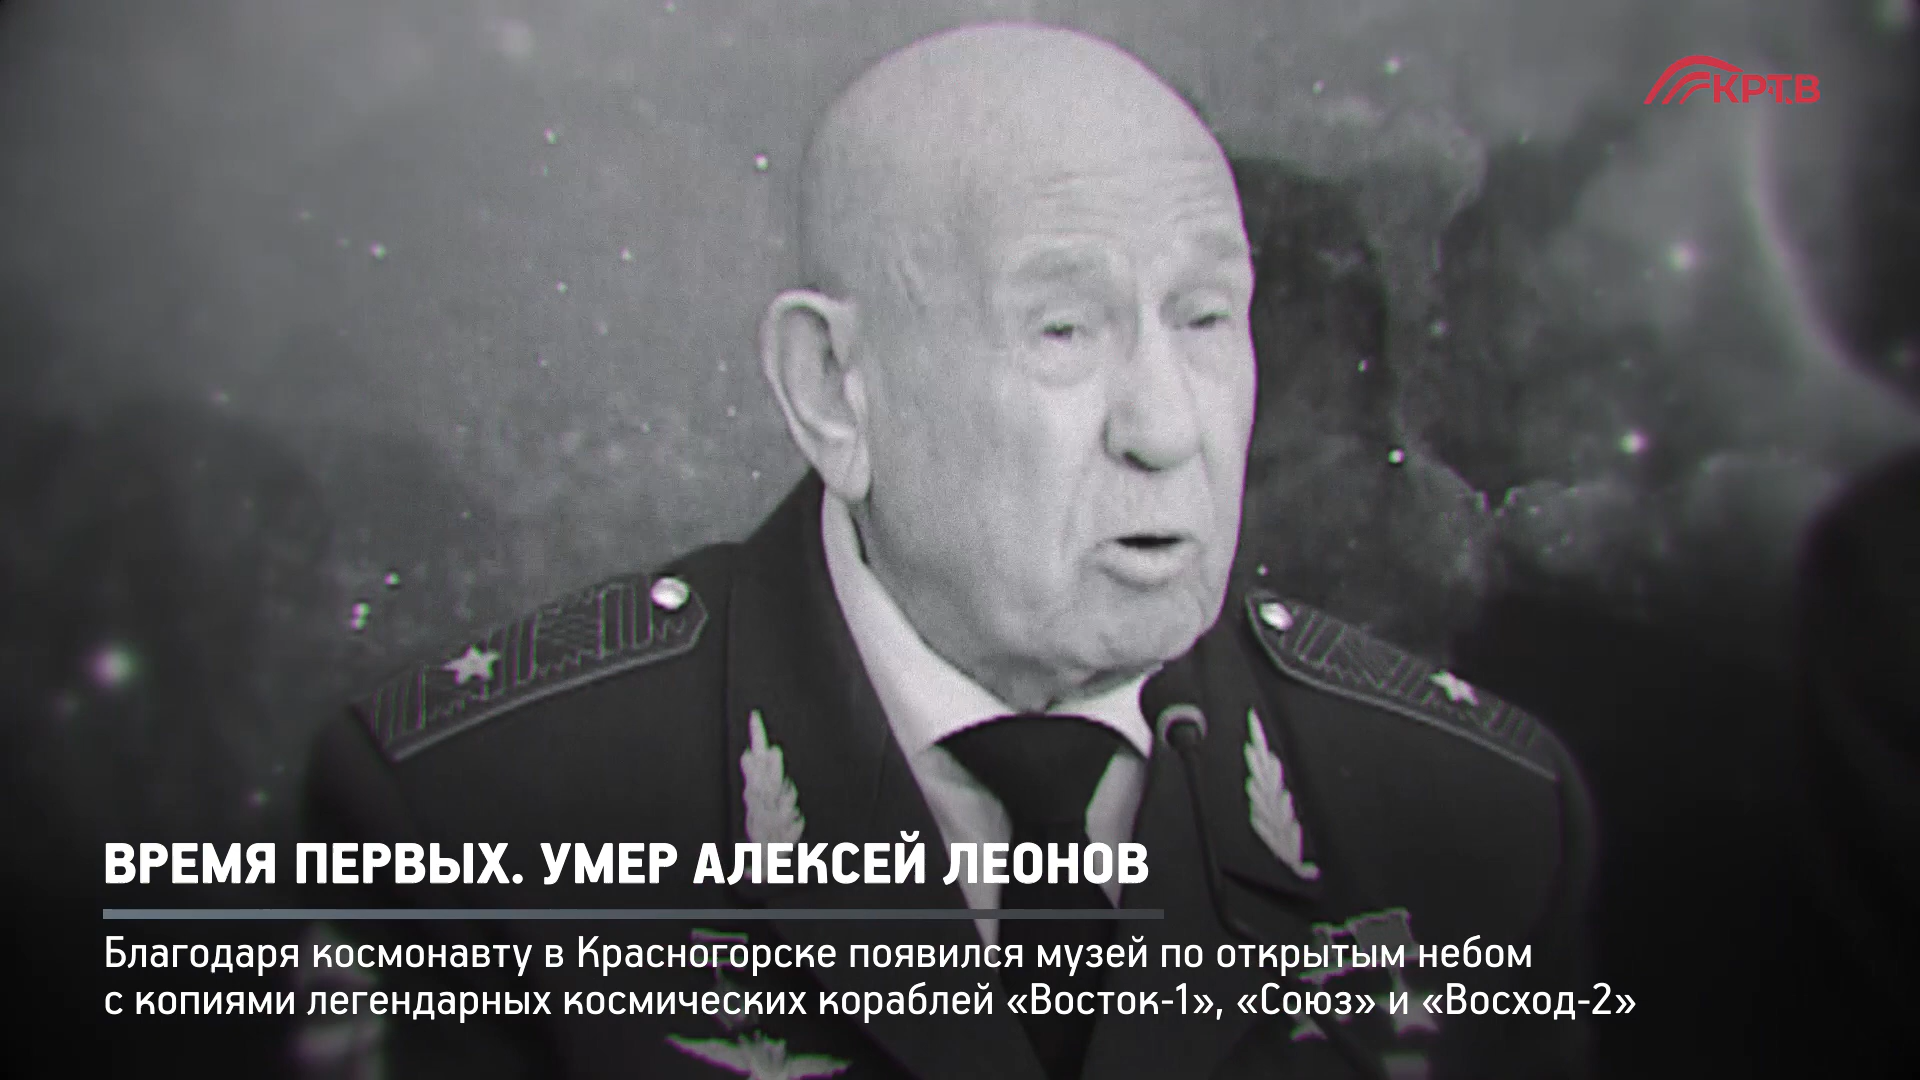 КРТВ
ВРЕМЯ ПЕРВЫХ. УМЕР АЛЕКСЕЙ ЛЕОНОВ
Благодаря космонавту в Красногорске появился музей по открытым небом
с копиями легендарных космических кораблей «Восток-1», «Союз» и «Восход-2»